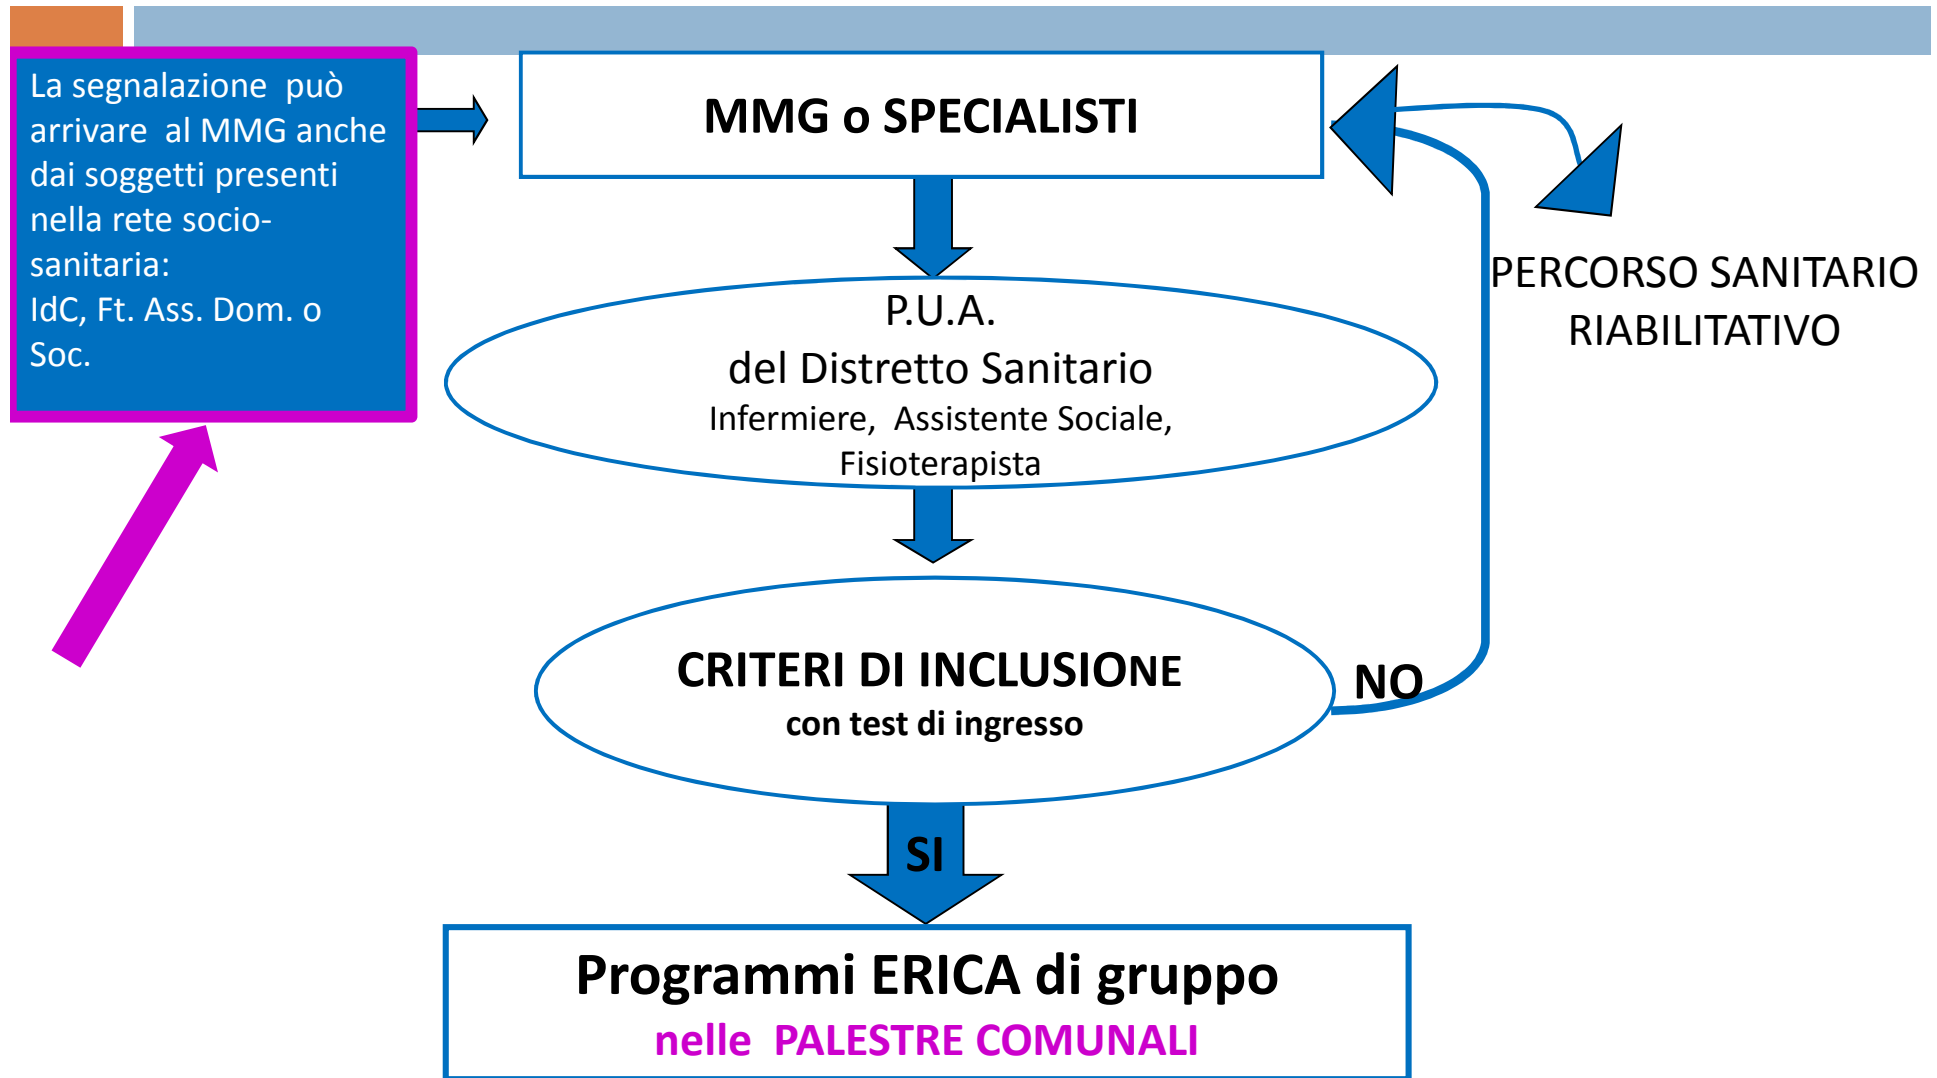 La segnalazione può
arrivare al MMG anche
dai soggetti presenti
nella rete socio-
sanitaria:
IdC, Ft. Ass. Dom. o
Soc.
MMG o SPECIALISTI
PERCORSO SANITARIO
RIABILITATIVO
P.U.A.
del Distretto Sanitario
Infermiere, Assistente Sociale,
Fisioterapista
CRITERI DI INCLUSIONE
con test di ingresso
NO
SI
Programmi ERICA di gruppo
nelle PALESTRE COMUNALI